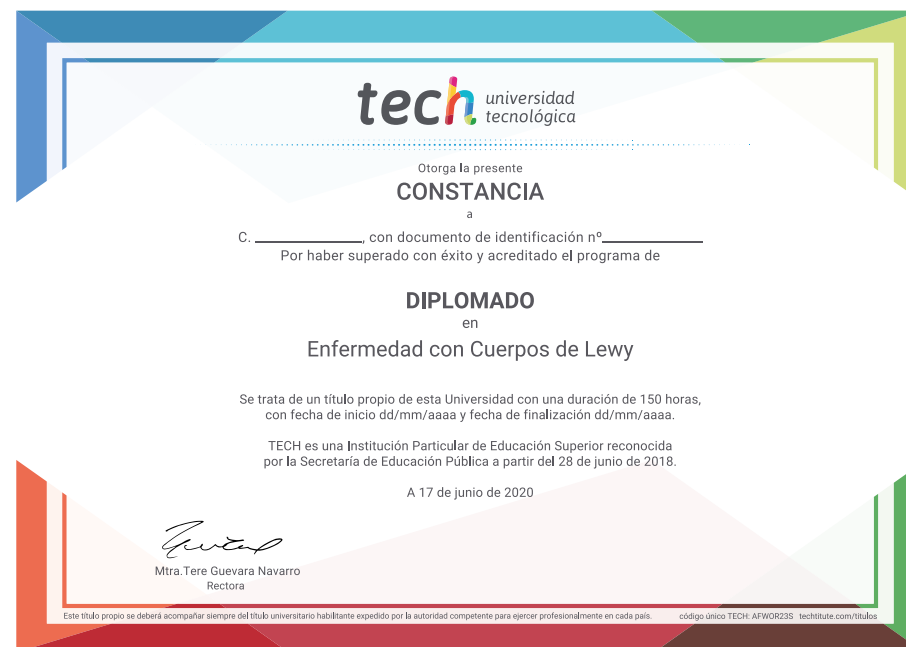 tech universidad
tecnológica
Otorga la presente
CONSTANCIA
a
C. ____________, con documento de identificación nº____________
Por haber superado con éxito y acreditado el programa de
DIPLOMADO
en
Enfermedad con Cuerpos de Lewy
Se trata de un título propio de esta Universidad con una duración de 150 horas,
con fecha de inicio dd/mm/aaaa y fecha de finalización dd/mm/aaaa.
TECH es una Institución Particular de Educación Superior reconocida
por la Secretaría de Educación Pública a partir del 28 de junio de 2018.
A 17 de junio de 2020
Mtra.Tere Guevara Navarro
Rectora
Este título propio se deberá acompañar siempre del título universitario habilitante expedido por la autoridad competente para ejercer profesionalmente en cada país. código único TECH: AFWOR23S techtitute.com/titulos